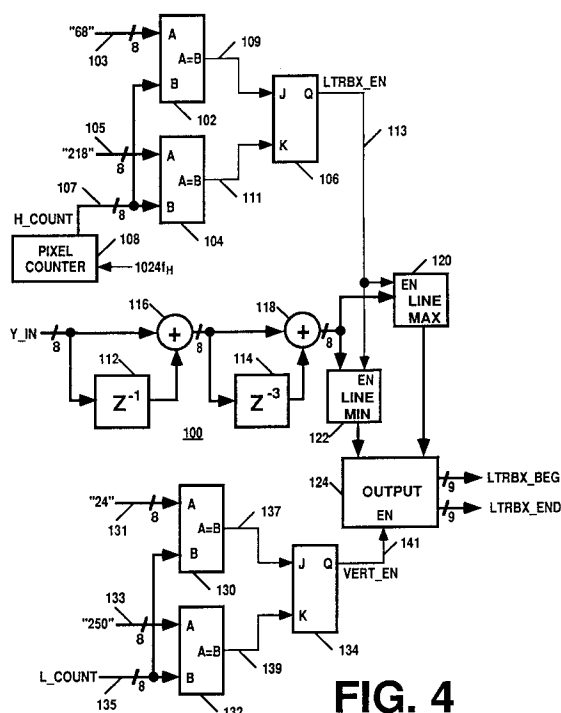 "68"
103
8
A
B
A=B
102
109
105
"218"
8
A
B
A=B
104
111
107
8
H_COUNT
PIXEL
COUNTER
108
1024fH
J
Q
K
106
LTRBX_EN
113
120
EN
LINE
MAX
Y_IN
8
116
+
112
Z-1
8
118
+
114
Z-3
8
100
EN
LINE
MIN
122
124
OUTPUT
EN
9
LTRBX_BEG
9
LTRBX_END
"24"
131
8
A
B
A=B
130
137
133
"250"
8
A
B
A=B
132
139
L_COUNT
135
8
J
Q
K
134
141
VERT_EN
FIG. 4